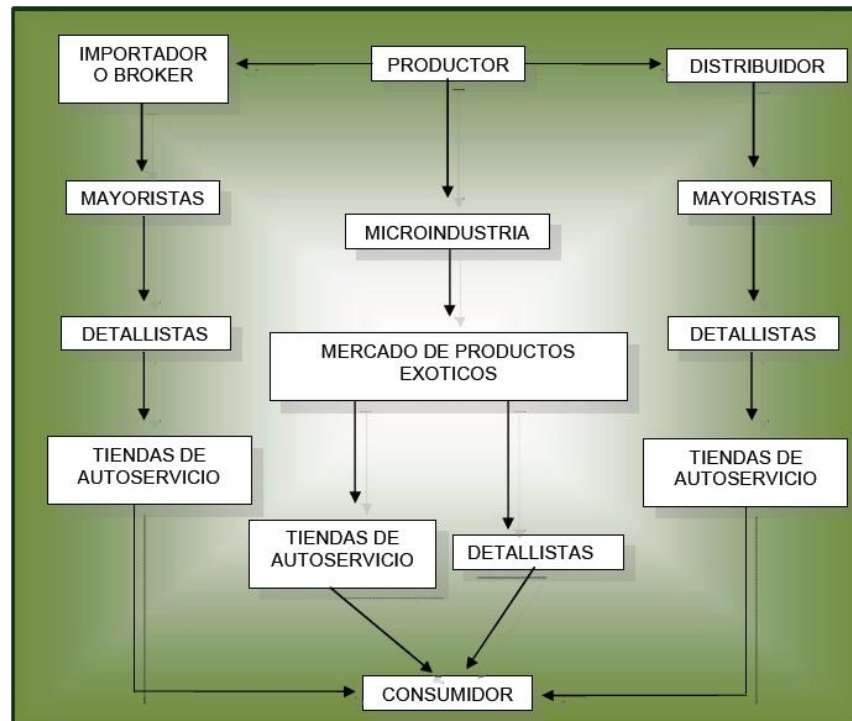 IMPORTADOR
O BROKER
PRODUCTOR
DISTRIBUIDOR
MAYORISTAS
MAYORISTAS
MICROINDUSTRIA
DETALLISTAS
DETALLISTAS
MERCADO DE PRODUCTOS
EXOTICOS
TIENDAS DE
AUTOSERVICIO
TIENDAS DE
AUTOSERVICIO
TIENDAS DE
AUTOSERVICIO
DETALLISTAS
CONSUMIDOR